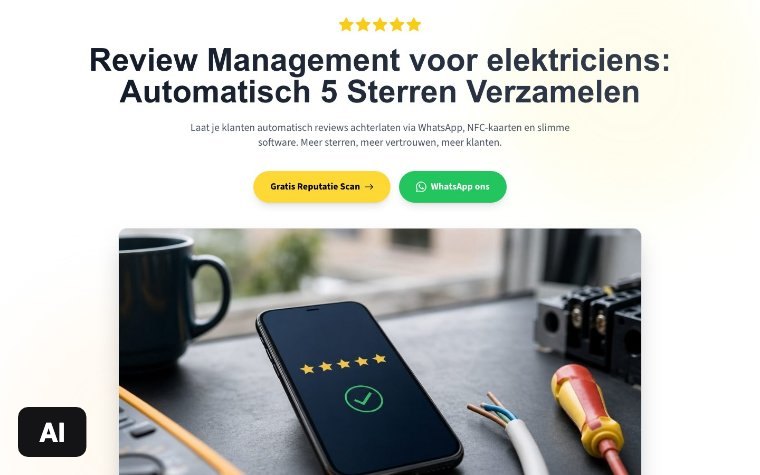 Review Management voor elektriciens:
Automatisch 5 Sterren Verzamelen
Laat je klanten automatisch reviews achterlaten via WhatsApp, NFC-kaarten en slimme
software. Meer sterren, meer vertrouwen, meer klanten.
Gratis Reputatie Scan →
WhatsApp ons
AI